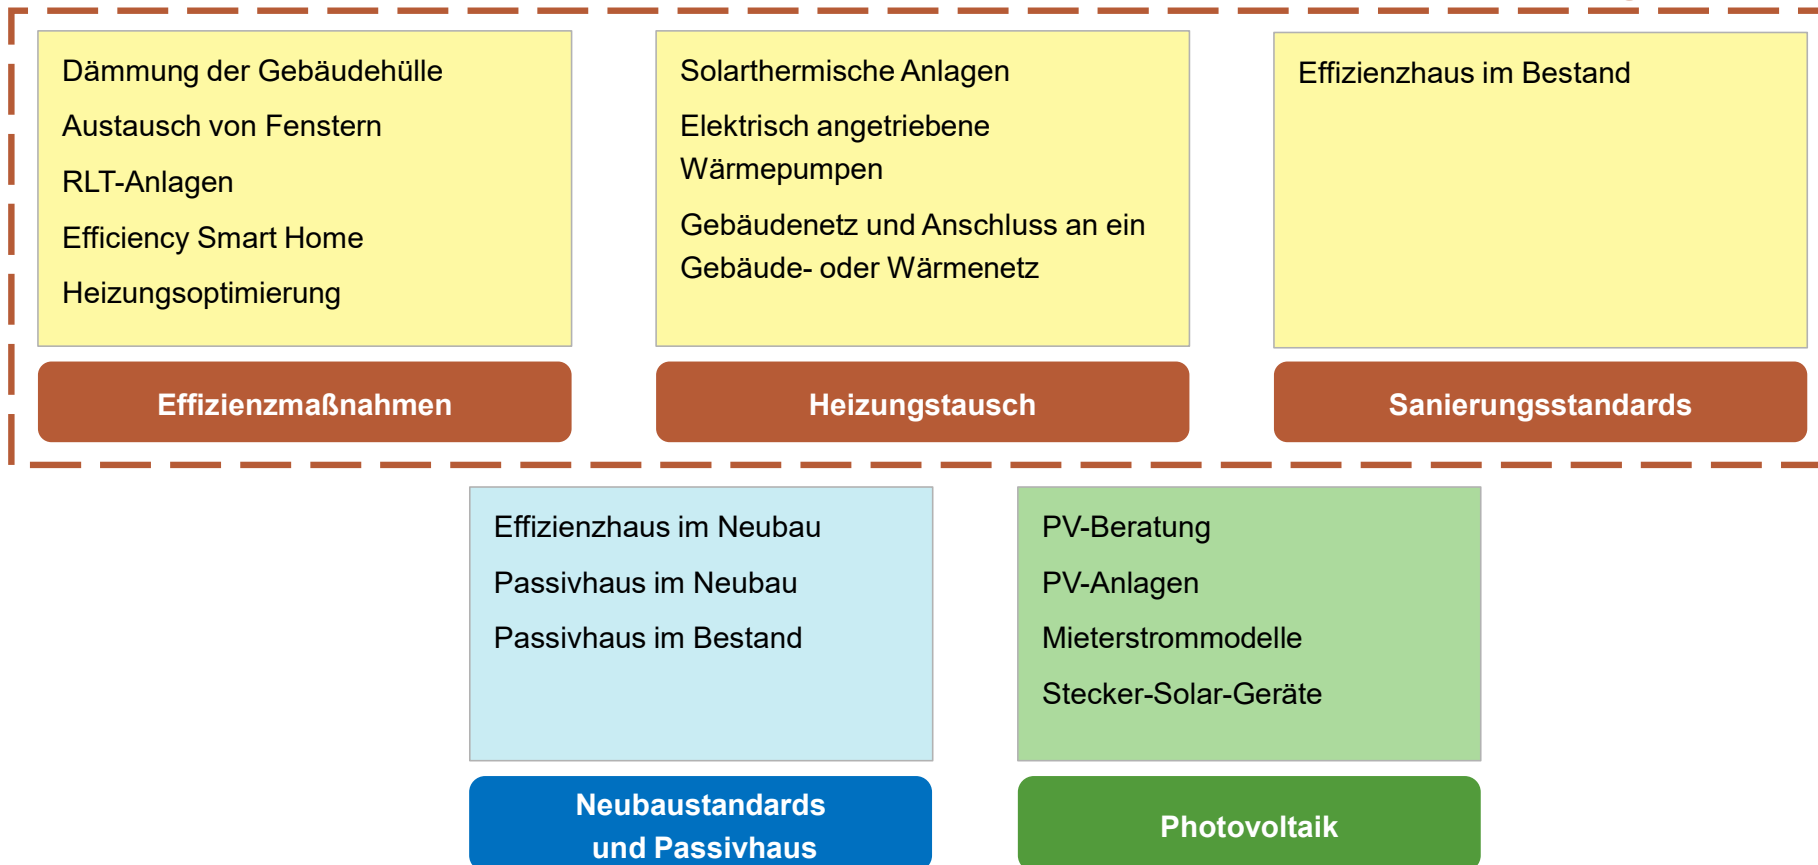 Dämmung der Gebäudehülle
Austausch von Fenstern
RLT-Anlagen
Efficiency Smart Home
Heizungsoptimierung
Effizienzmaßnahmen
Solarthermische Anlagen
Elektrisch angetriebene
Wärmepumpen
Gebäudenetz und Anschluss an ein
Gebäude- oder Wärmenetz
Heizungstausch
Effizienzhaus im Bestand
Sanierungsstandards
Effizienzhaus im Neubau
Passivhaus im Neubau
Passivhaus im Bestand
Neubaustandards
und Passivhaus
PV-Beratung
PV-Anlagen
Mieterstrommodelle
Stecker-Solar-Geräte
Photovoltaik